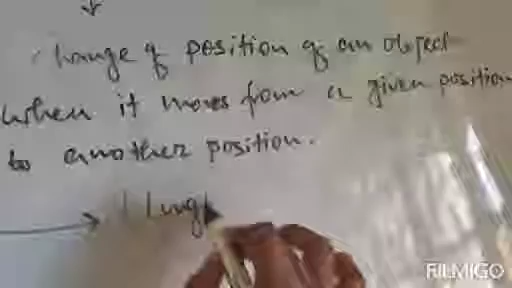 Change of position of an object
when it moves from a given position
to another position.
FILMIGO